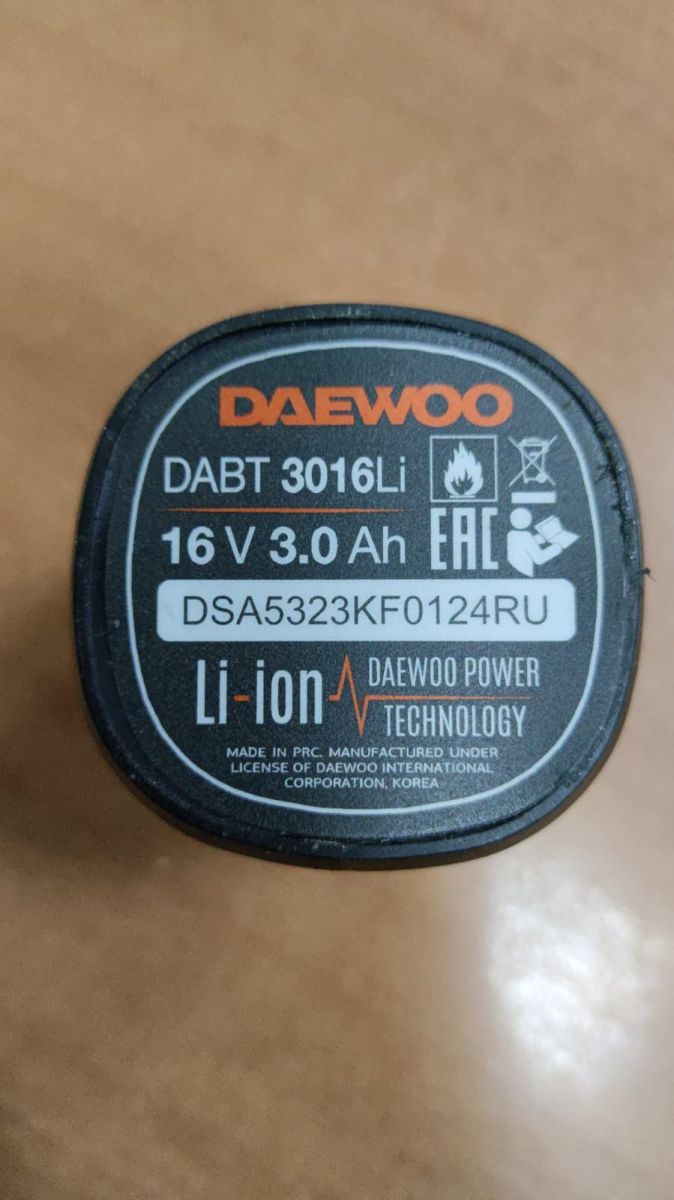 DAEWOO
DABT 3016Li
16 V 3.0 Ah
EAC
DSA5323KF0124RU
Li-ion
DAEWOO POWER
TECHNOLOGY
MADE IN PRC. MANUFACTURED UNDER
LICENSE OF DAEWOO INTERNATIONAL
CORPORATION, KOREA